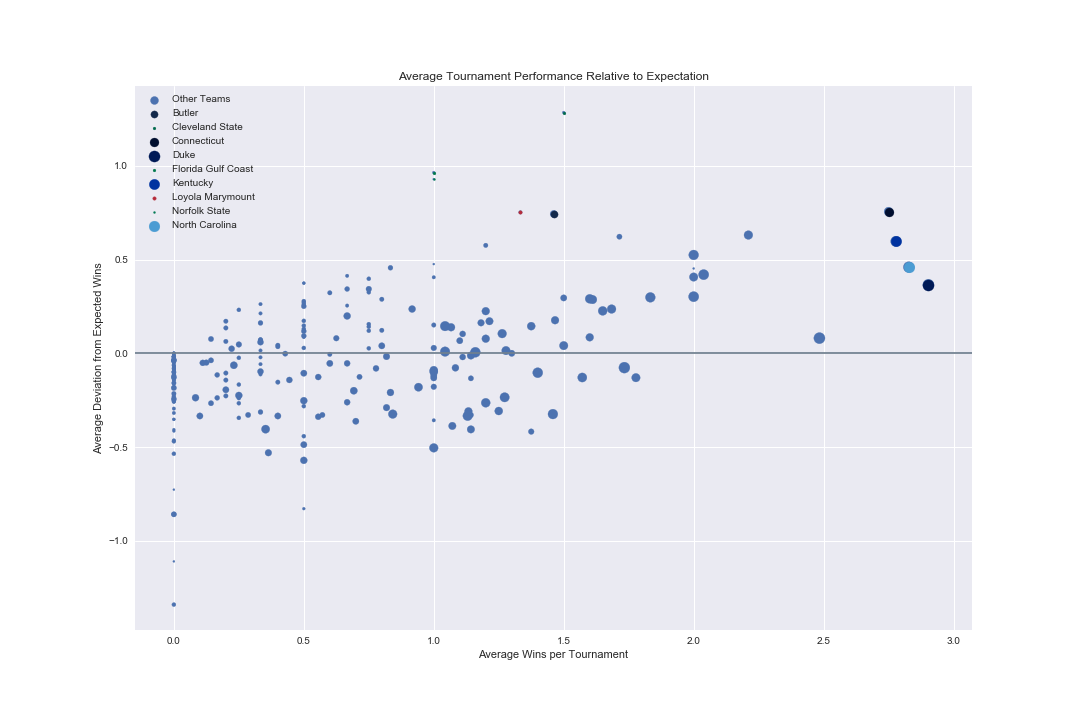 Average Tournament Performance Relative to Expectation
Other Teams
Butler
Cleveland State
Connecticut
Duke
Florida Gulf Coast
Kentucky
Loyola Marymount
Norfolk State
North Carolina
1.0
0.5
0.0
−0.5
−1.0
Average Deviation from Expected Wins
0.0 0.5 1.0 1.5 2.0 2.5 3.0
Average Wins per Tournament